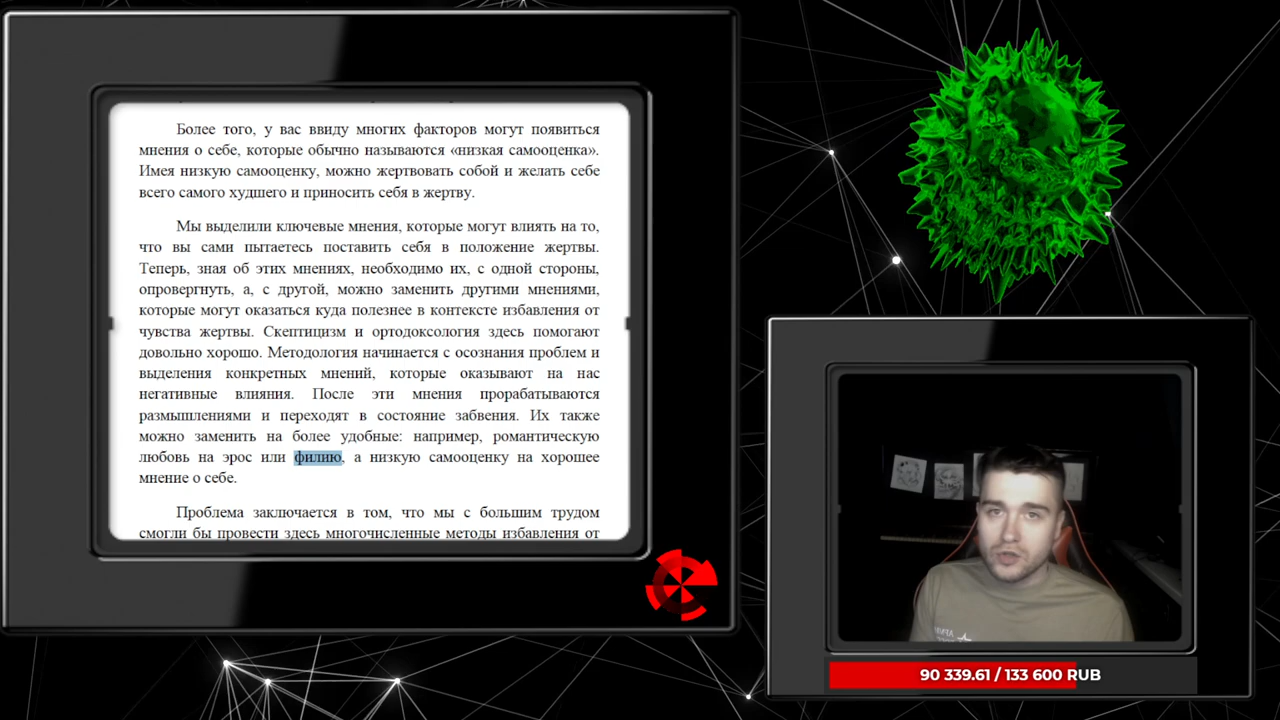 Более того, у вас ввиду многих факторов могут появиться
мнения о себе, которые обычно называются «низкая самооценка».
Имея низкую самооценку, можно жертвовать собой и желать себе
всего самого худшего и приносить себя в жертву.
Мы выделили ключевые мнения, которые могут влиять на то,
что вы сами пытаетесь поставить себя в положение жертвы.
Теперь, зная об этих мнениях, необходимо их, с одной стороны,
опровергнуть, а, с другой, можно заменить другими мнениями,
которые могут оказаться куда полезнее в контексте избавления от
чувства жертвы. Скептицизм и ортодоксология здесь помогают
довольно хорошо. Методология начинается с осознания проблем и
выделения конкретных мнений, которые оказывают на нас
негативные влияния. После эти мнения прорабатываются
размышлениями и переходят в состояние забвения. Их также
можно заменить на более удобные: например, романтическую
любовь на эрос или филию, а низкую самооценку на хорошее
мнение о себе.
Проблема заключается в том, что мы с большим трудом
смогли бы провести здесь многочисленные методы избавления от
90 339.61 / 133 600 RUB